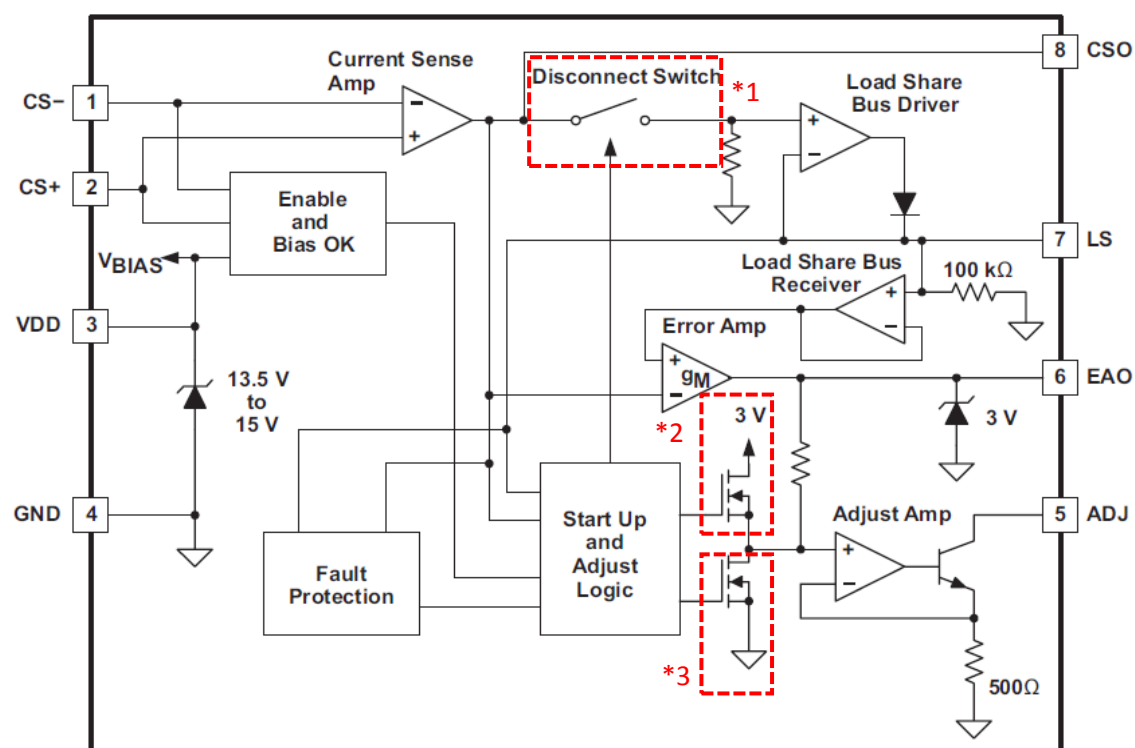 Current Sense
Amp
Disconnect Switch
*1
Load Share
Bus Driver
8 CSO
CS− 1
−
+
+
−
CS+ 2
Enable
and
Bias OK
7 LS
VBIAS
Load Share Bus
Receiver
100 kΩ
+
−
VDD 3
Error Amp
+
gM
−
6 EAO
13.5 V
to
15 V
*2
3 V
3 V
GND 4
Start Up
and
Adjust
Logic
Adjust Amp
5 ADJ
+
−
Fault
Protection
*3
500Ω